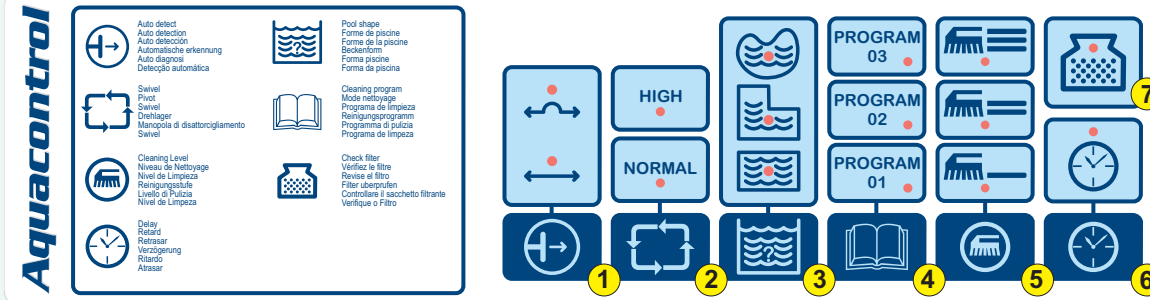 Aquacontrol
Auto detect
Auto detection
Auto detección
Automatische erkennung
Auto diagnosi
Detecção automática
Swivel
Pivot
Swivel
Drehlager
Manopola di disattorcigliamento
Swivel
Cleaning Level
Niveau de Nettoyage
Nivel de Limpieza
Reinigungsstufe
Livello di Pulizia
Nível de Limpeza
Delay
Retard
Retrasar
Verzögerung
Ritardo
Atrasar
Pool shape
Forme de piscine
Forme de la piscine
Beckenform
Forma piscine
Forma da piscina
?
Cleaning program
Mode nettoyage
Programa de limpieza
Reinigungsprogramm
Programma di pulizia
Programa de limpeza
Check filter
Vérifiez le filtre
Revise el filtro
Filter uberprufen
Controllare il sacchetto filtrante
Verifique o Filtro
HIGH
NORMAL
PROGRAM
03
PROGRAM
02
PROGRAM
01
?
1
2
3
4
5
6
7